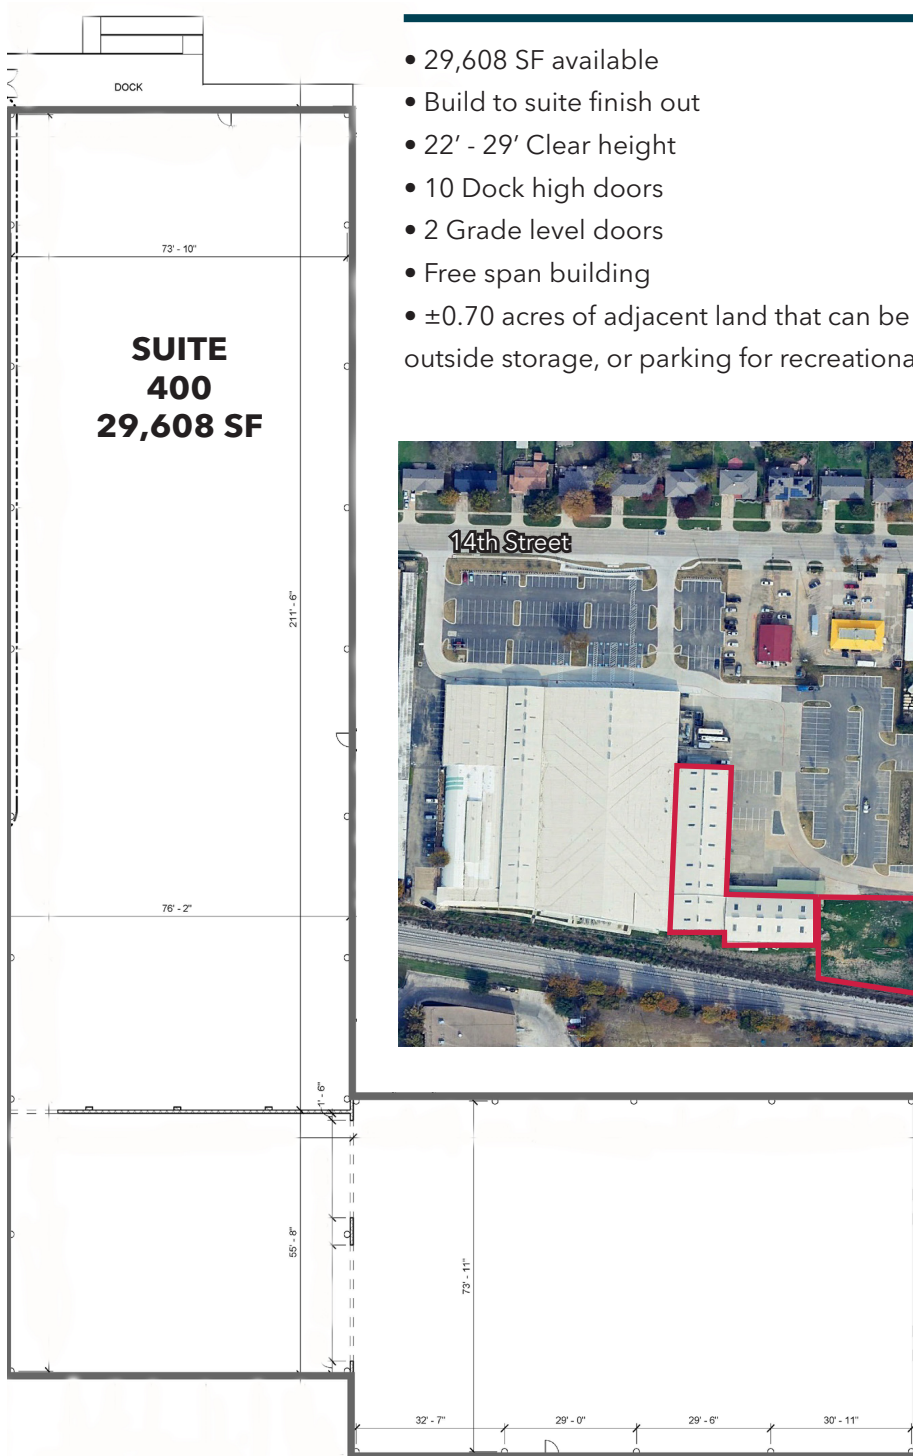 • 29,608 SF available
• Build to suite finish out
• 22’ - 29’ Clear height
• 10 Dock high doors
• 2 Grade level doors
• Free span building
• ±0.70 acres of adjacent land that can be
outside storage, or parking for recreationa
DOCK
73' - 10"
SUITE
400
29,608 SF
211' - 6"
76' - 2"
1' - 6"
55' - 8"
73' - 11"
32' - 7"
29' - 0"
29' - 6"
30' - 11"
14th Street